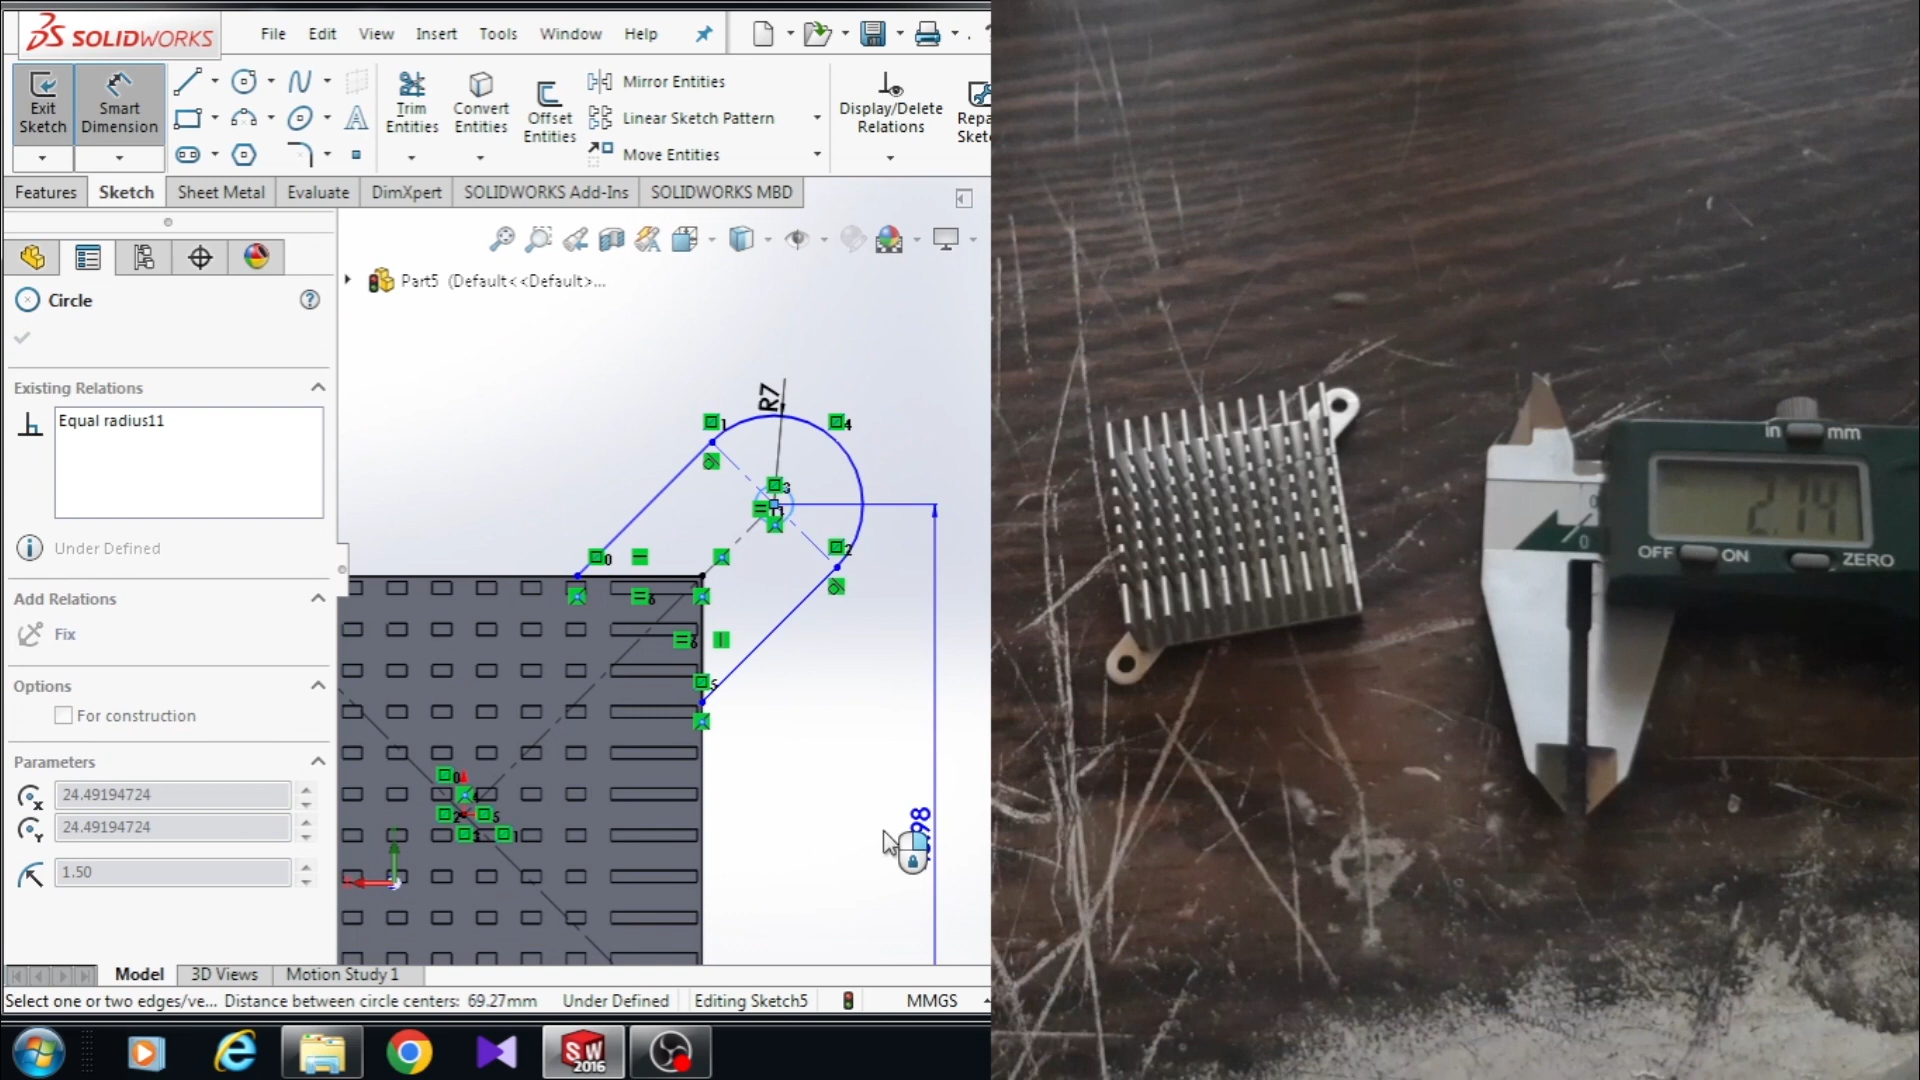 SOLIDWORKS
File Edit View Insert Tools Window Help
Exit Sketch
Smart Dimension
Trim Entities
Convert Entities
Offset Entities
Mirror Entities
Linear Sketch Pattern
Move Entities
Display/Delete Relations
Features Sketch Sheet Metal Evaluate DimXpert SOLIDWORKS Add-Ins SOLIDWORKS MBD
Part5 (Default<<Default>...
Circle
Existing Relations
Equal radius11
Under Defined
Add Relations
Fix
Options
For construction
Parameters
24.49194724
24.49194724
1.50
R7
Model 3D Views Motion Study 1
Select one or two edges/ve... Distance between circle centers: 69.27mm Under Defined Editing Sketch5 MMGS
SW
2016
in mm
2.74
OFF ON ZERO